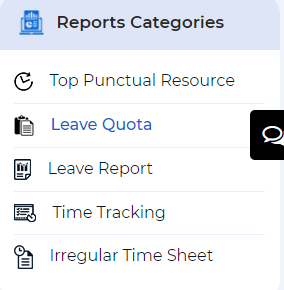 Reports Categories
Top Punctual Resource
Leave Quota
Leave Report
Time Tracking
Irregular Time Sheet